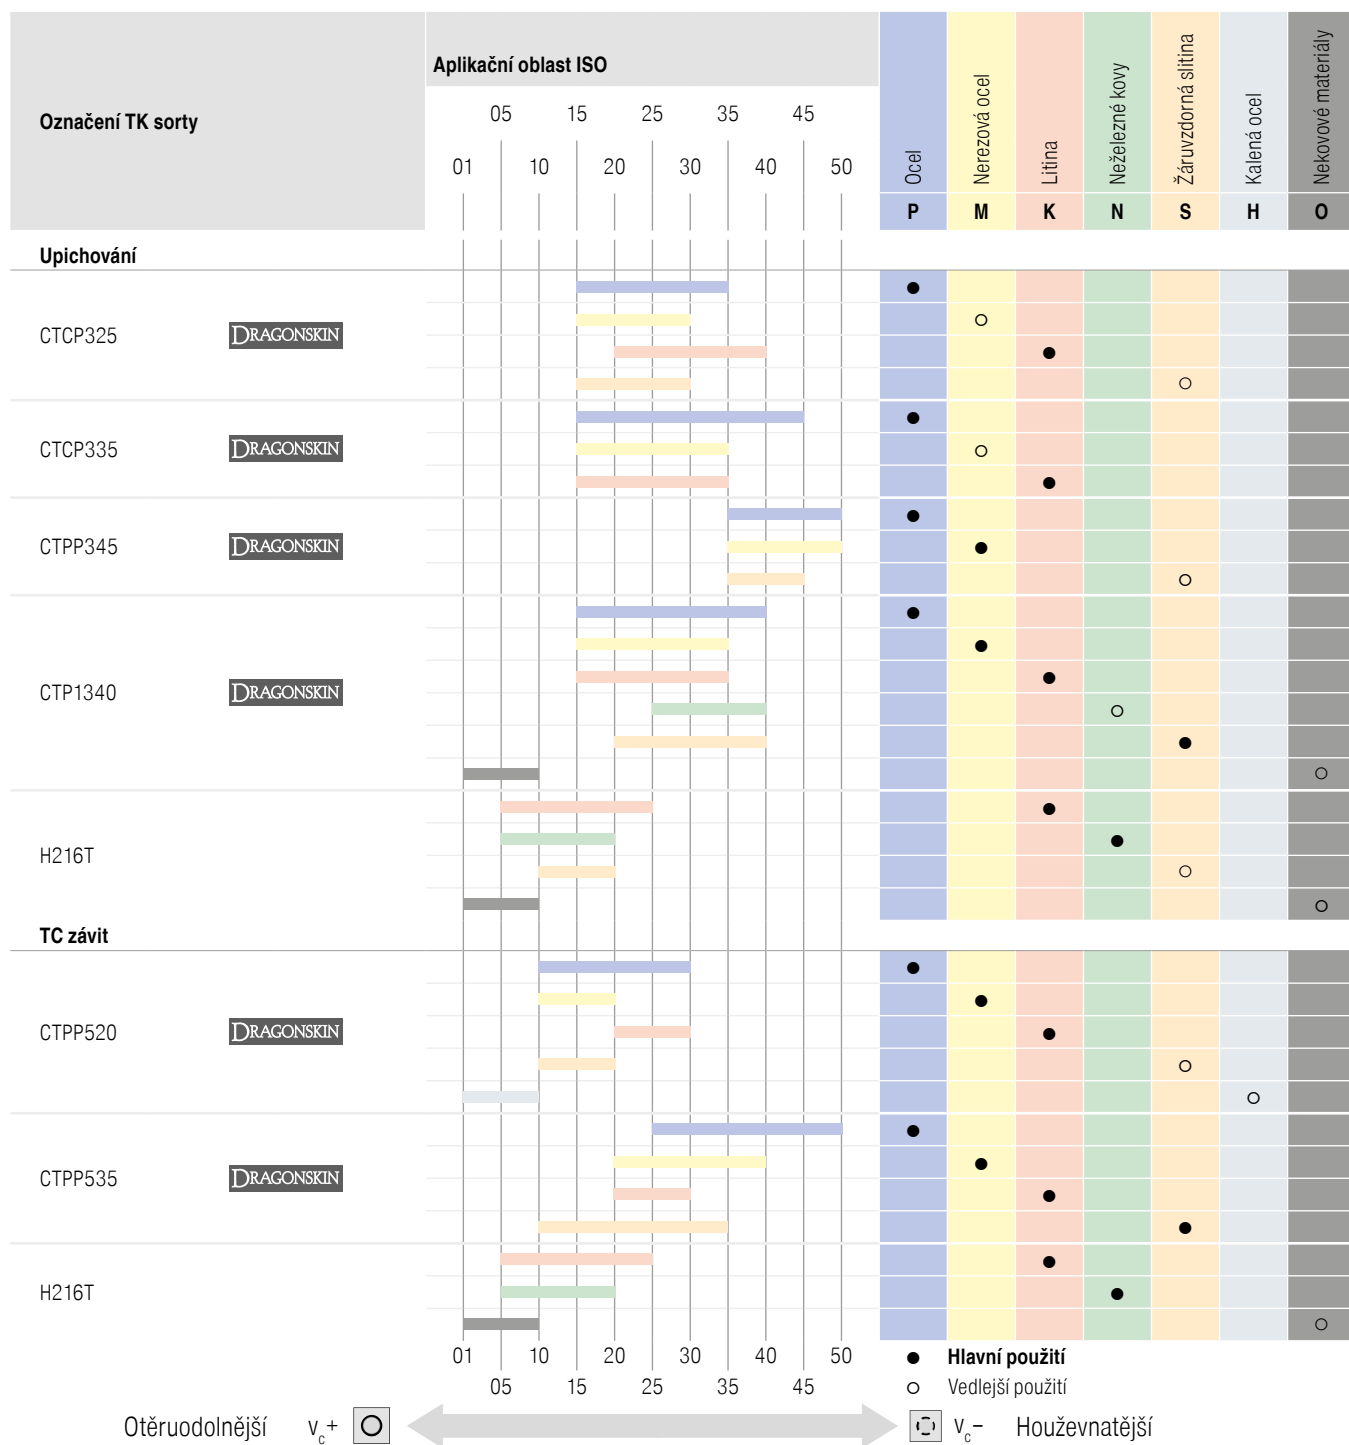 Označení TK sorty
Aplikační oblast ISO
05 15 25 35 45
01 10 20 30 40 50
Ocel
Nerezová ocel
Litina
Neželezné kovy
Žáruvzdorná slitina
Kalená ocel
Nekovové materiály
P M K N S H O
Upichování
CTCP325 DRAGONSKIN
CTCP335 DRAGONSKIN
CTPP345 DRAGONSKIN
CTP1340 DRAGONSKIN
H216T
TC závit
CTPP520 DRAGONSKIN
CTPP535 DRAGONSKIN
H216T
01 10 20 30 40 50
05 15 25 35 45
● Hlavní použití
○ Vedlejší použití
Otěruodolnější vc+
vc– Houževnatější